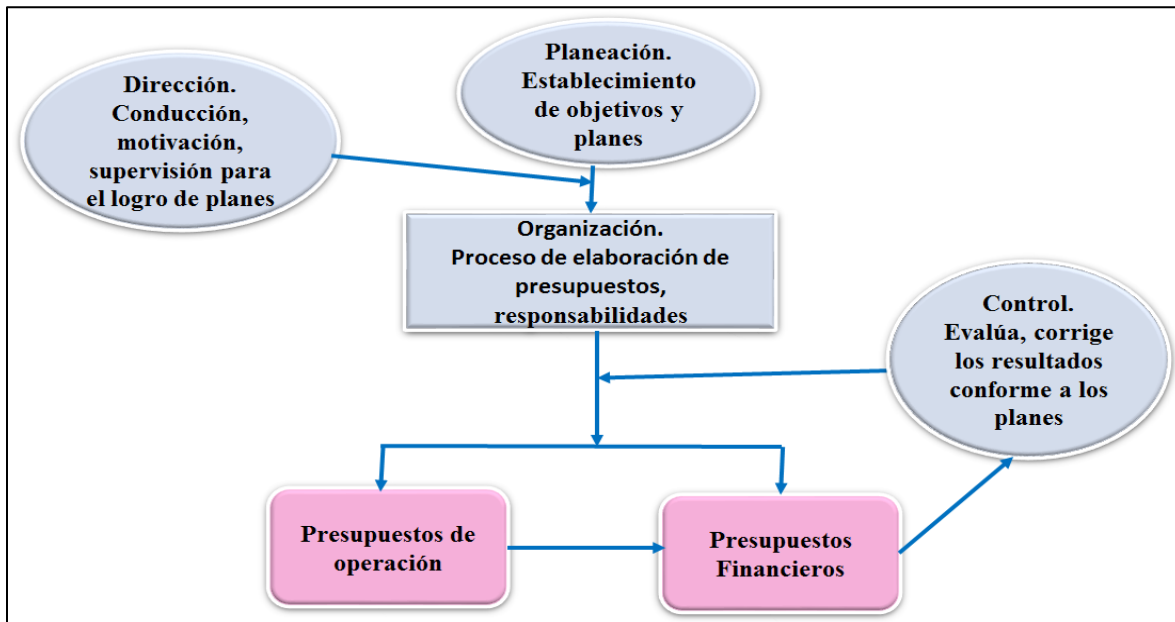 Dirección.
Conducción,
motivación,
supervisión para
el logro de planes
Planeación.
Establecimiento
de objetivos y
planes
Organización.
Proceso de elaboración de
presupuestos,
responsabilidades
Control.
Evalúa, corrige
los resultados
conforme a los
planes
Presupuestos de
operación
Presupuestos
Financieros